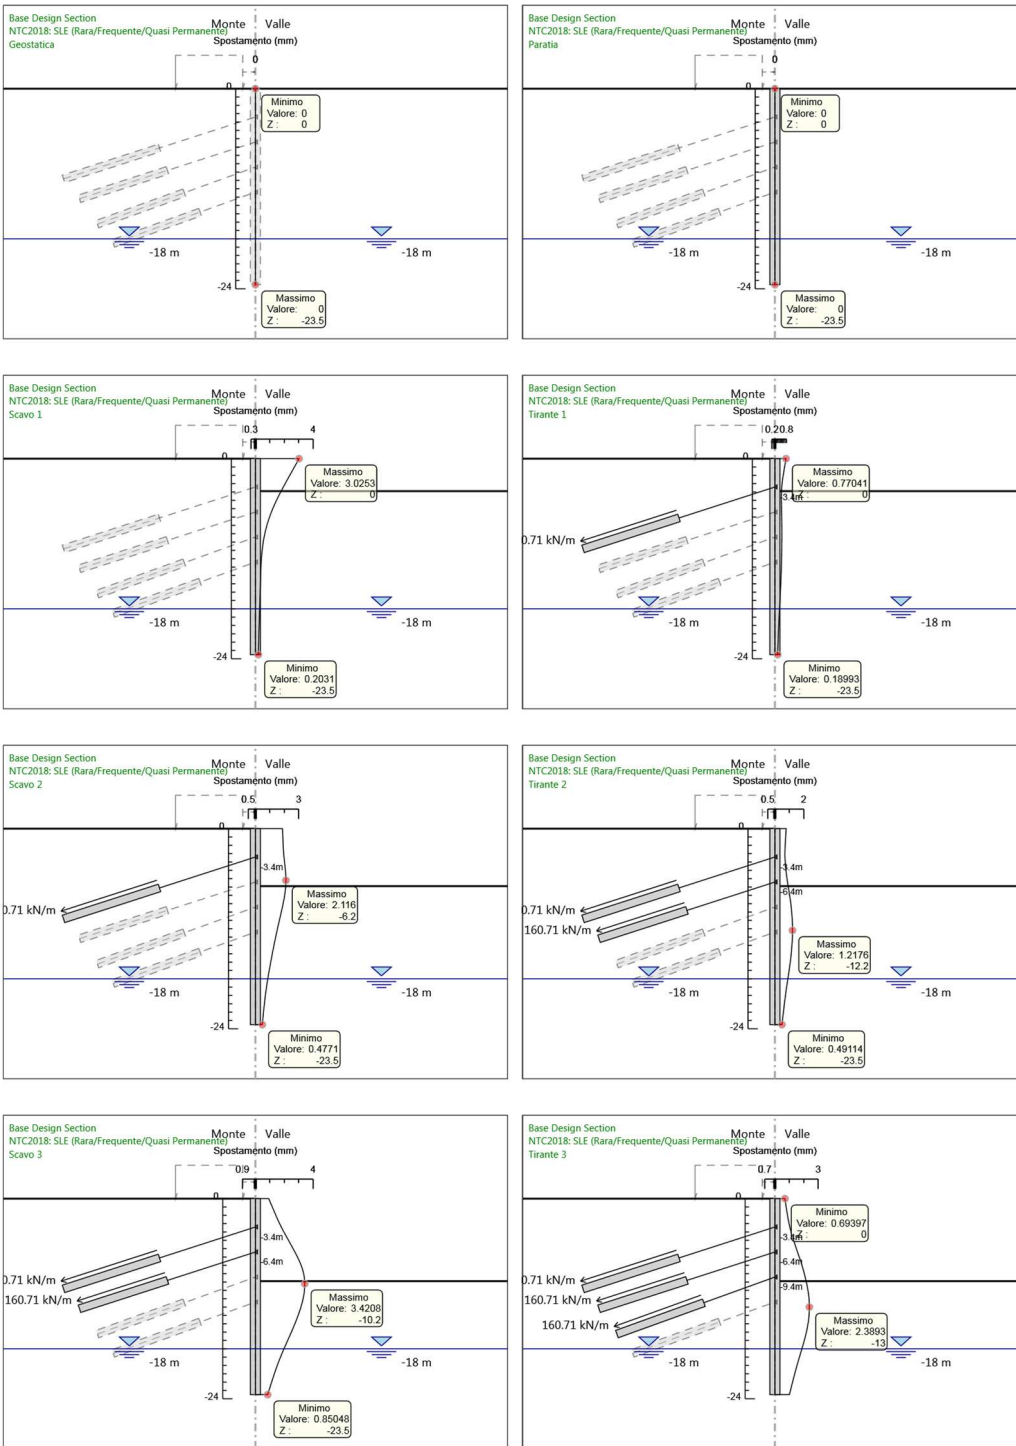 Base Design Section
NTC2018: SLE (Rara/Frequente/Quasi Permanente)
Geostatica
Monte Valle
Spostamento (mm)
0
0
Minimo
Valore: 0
Z : 0
-18 m
-18 m
-24
Massimo
Valore: 0
Z : -23.5
Base Design Section
NTC2018: SLE (Rara/Frequente/Quasi Permanente)
Paratia
Monte Valle
Spostamento (mm)
0
0
Minimo
Valore: 0
Z : 0
-18 m
-18 m
-24
Massimo
Valore: 0
Z : -23.5
Base Design Section
NTC2018: SLE (Rara/Frequente/Quasi Permanente)
Scavo 1
Monte Valle
Spostamento (mm)
0.3 4
0
Massimo
Valore: 3.0253
Z : 0
-18 m
-18 m
-24
Minimo
Valore: 0.2031
Z : -23.5
Base Design Section
NTC2018: SLE (Rara/Frequente/Quasi Permanente)
Tirante 1
Monte Valle
Spostamento (mm)
0.2 0.8
0
Massimo
Valore: 0.77041
Z : 0
-3.4m
0.71 kN/m
-18 m
-18 m
-24
Minimo
Valore: 0.18993
Z : -23.5
Base Design Section
NTC2018: SLE (Rara/Frequente/Quasi Permanente)
Scavo 2
Monte Valle
Spostamento (mm)
0.5 3
0
-3.4m
Massimo
Valore: 2.116
Z : -6.2
0.71 kN/m
-18 m
-18 m
-24
Minimo
Valore: 0.4771
Z : -23.5
Base Design Section
NTC2018: SLE (Rara/Frequente/Quasi Permanente)
Tirante 2
Monte Valle
Spostamento (mm)
0.5 2
0
-3.4m
-6.4m
0.71 kN/m
160.71 kN/m
Massimo
Valore: 1.2176
Z : -12.2
-18 m
-18 m
-24
Minimo
Valore: 0.49114
Z : -23.5
Base Design Section
NTC2018: SLE (Rara/Frequente/Quasi Permanente)
Scavo 3
Monte Valle
Spostamento (mm)
0.9 4
0
-3.4m
-6.4m
0.71 kN/m
160.71 kN/m
Massimo
Valore: 3.4208
Z : -10.2
-18 m
-18 m
-24
Minimo
Valore: 0.85048
Z : -23.5
Base Design Section
NTC2018: SLE (Rara/Frequente/Quasi Permanente)
Tirante 3
Monte Valle
Spostamento (mm)
0.7 3
0
Minimo
Valore: 0.69397
Z : 0
-3.4m
-6.4m
-9.4m
0.71 kN/m
160.71 kN/m
160.71 kN/m
Massimo
Valore: 2.3893
Z : -13
-18 m
-18 m
-24